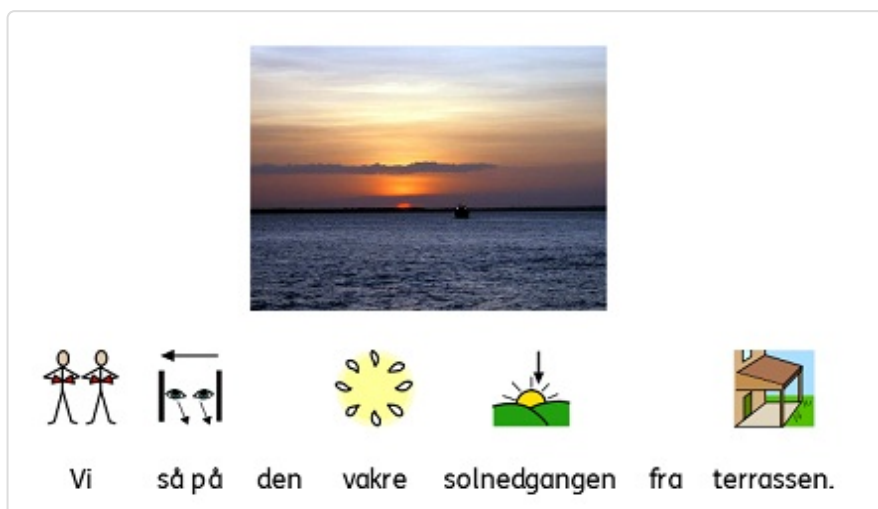 Vi så på den vakre solnedgangen fra terrassen.